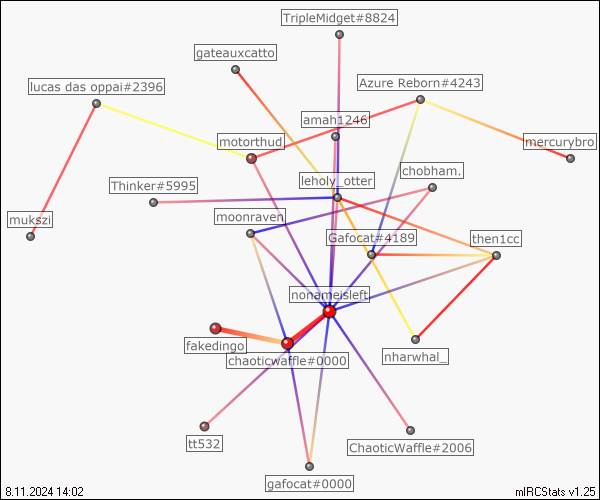 TripleMidget#8824
gateauxcatto
lucas das oppai#2396
Azure Reborn#4243
amah1246
motorthud
mercurybro
leholy_otter
chobham.
Thinker#5995
mukszi
moonraven
Gafocat#4189
then1cc
nonameisleft
fakedingo
chaoticwaffle#0000
nharwhal_
tt532
ChaoticWaffle#2006
gafocat#0000
8.11.2024 14:02
mIRCStats v1.25